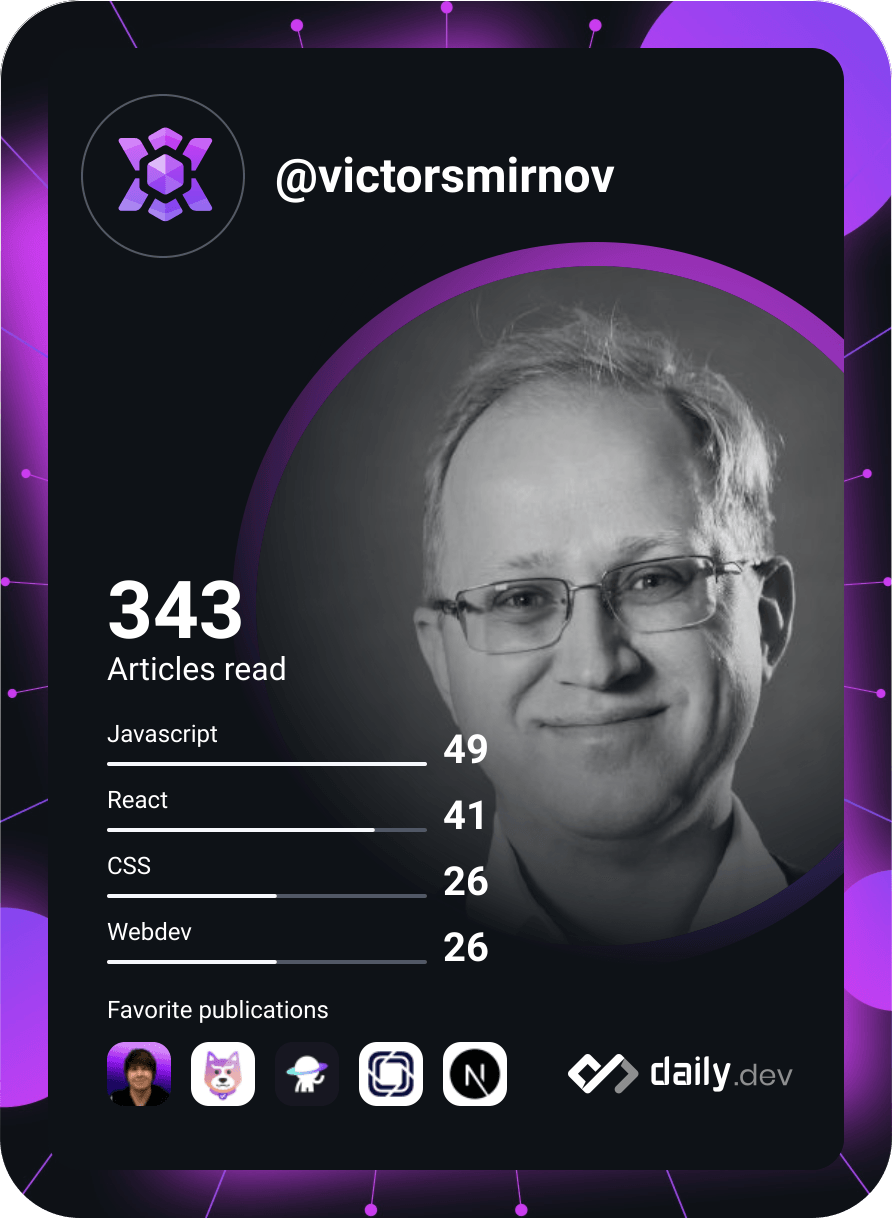 @victorsmirnov
343
Articles read
Javascript
49
React
41
CSS
26
Webdev
26
Favorite publications
N
daily.dev